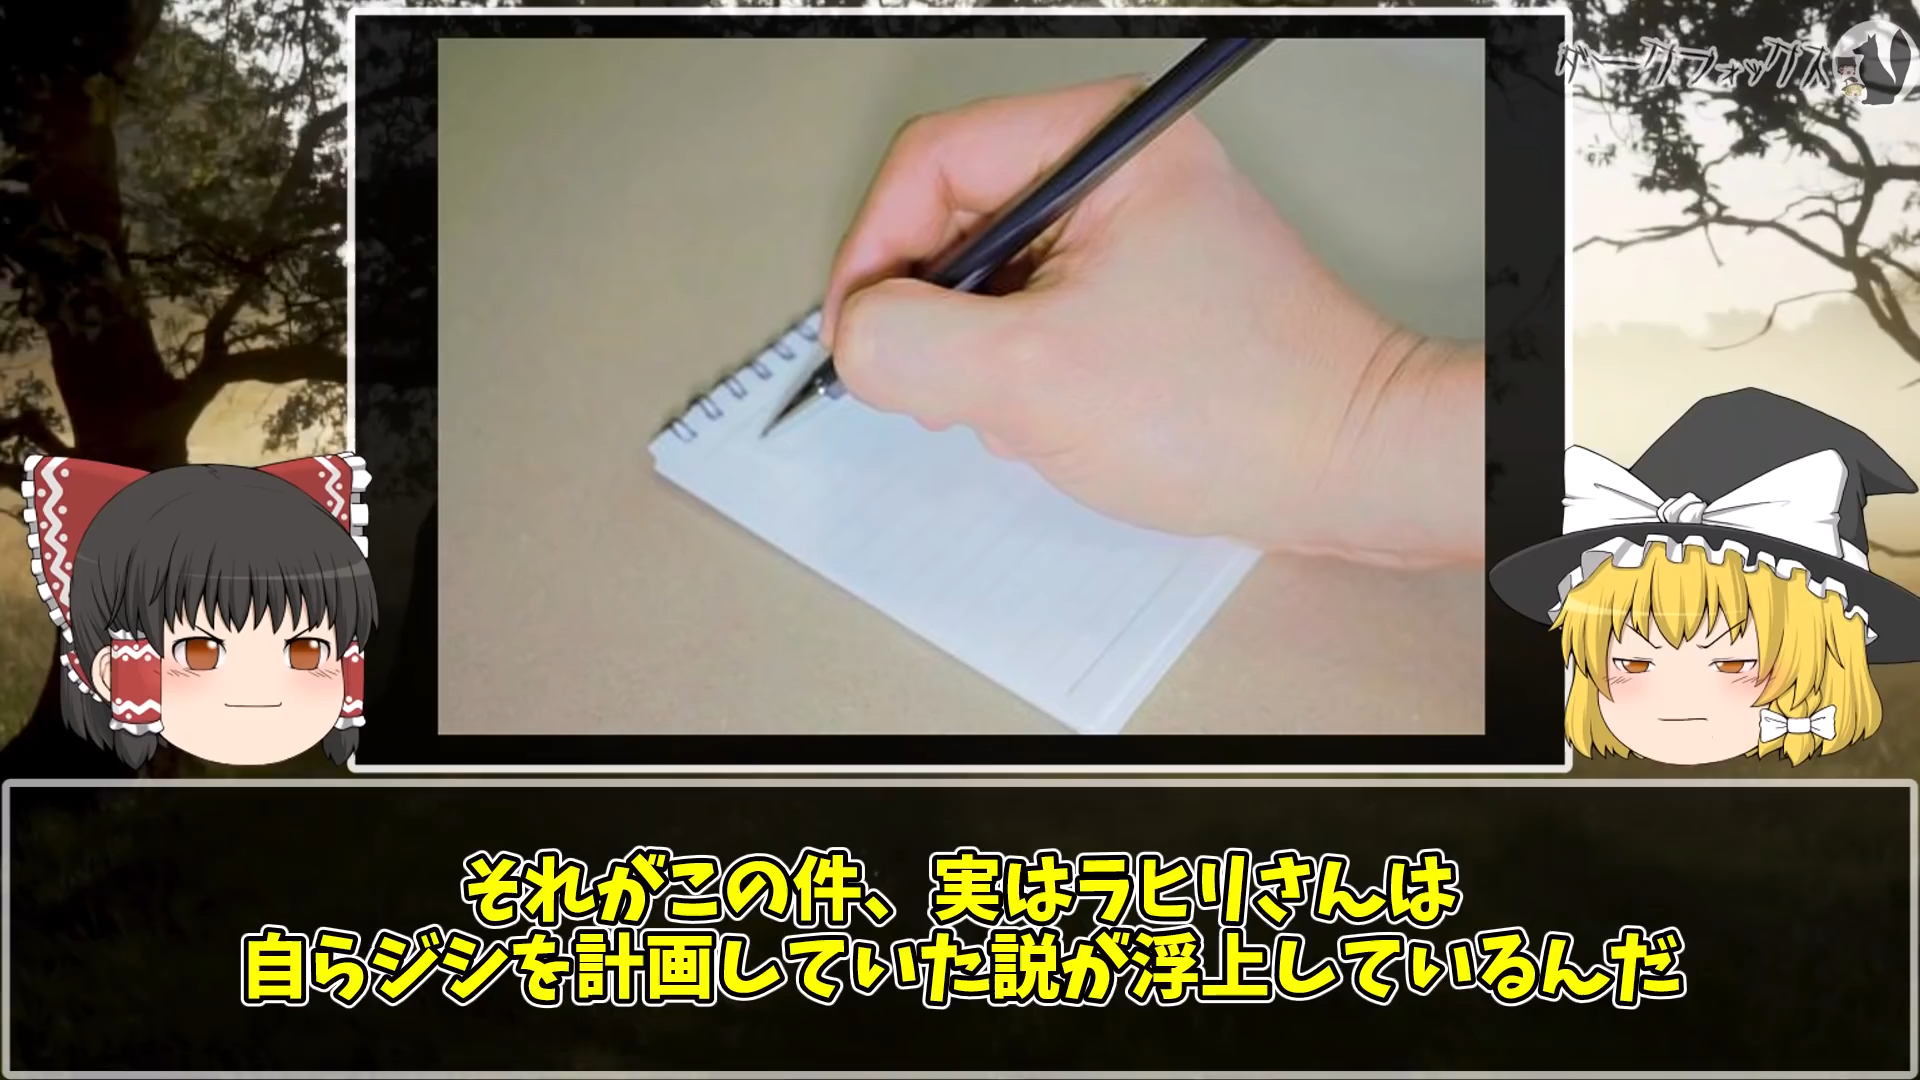 ダークフォックス
それがこの件、実はラヒリさんは
自らジシを計画していた説が浮上しているんだ